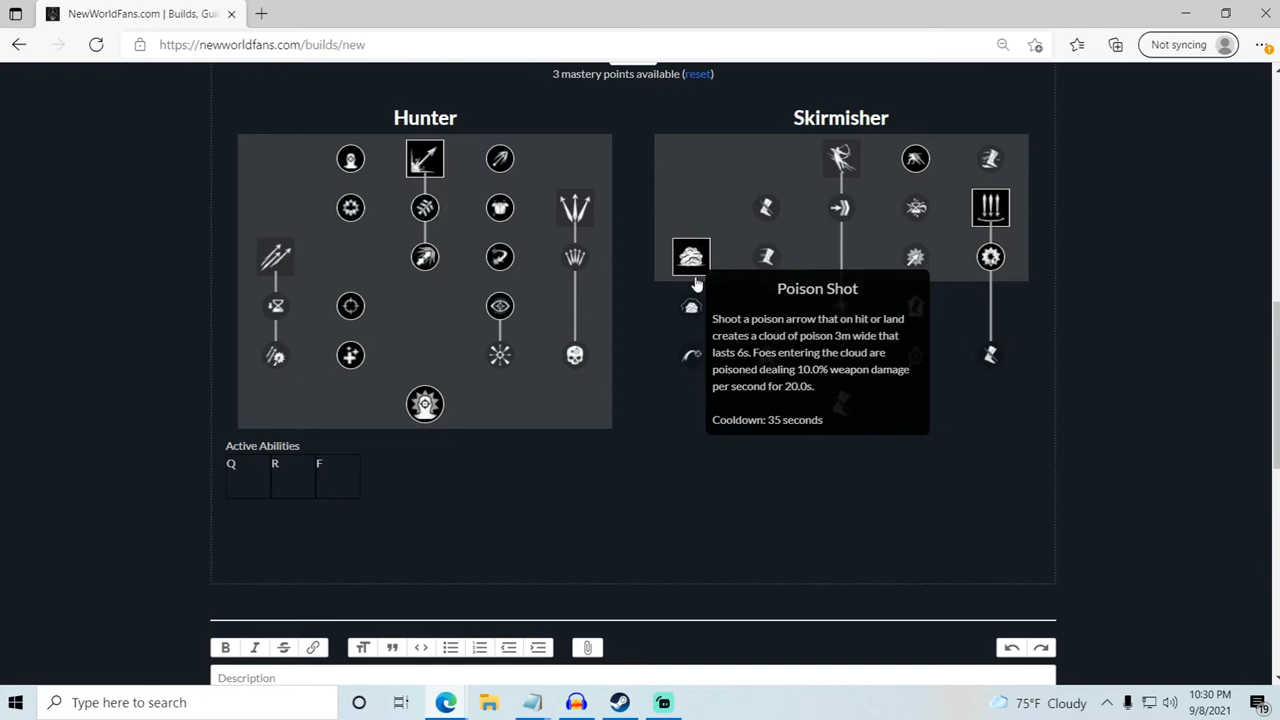 NewWorldFans.com | Builds, Gui
https://newworldfans.com/builds/new
Not syncing
3 mastery points available (reset)
Hunter
Skirmisher
Poison Shot
Shoot a poison arrow that on hit or land
creates a cloud of poison 3m wide that
lasts 6s. Foes entering the cloud are
poisoned dealing 10.0% weapon damage
per second for 20.0s.
Cooldown: 35 seconds
Active Abilities
Q R F
B I S
Description
Type here to search
75°F Cloudy
10:30 PM
9/8/2021
19